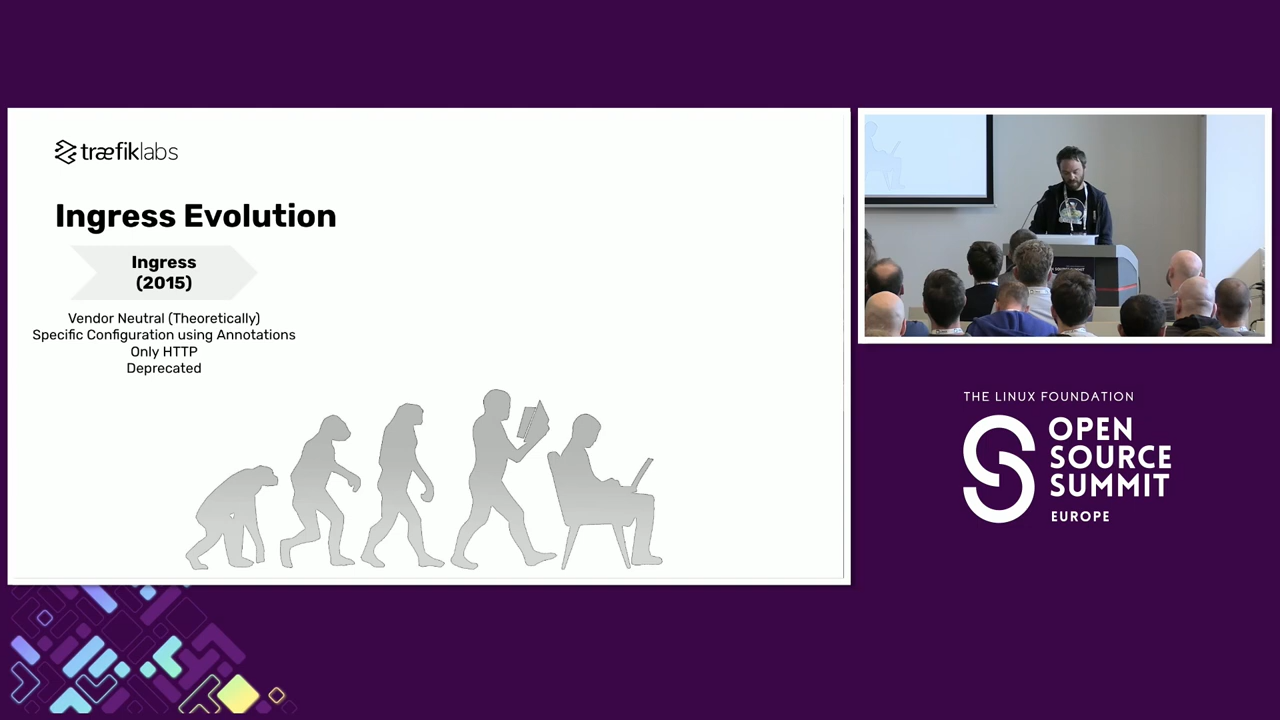 træfiklabs
Ingress Evolution
Ingress
(2015)
Vendor Neutral (Theoretically)
Specific Configuration using Annotations
Only HTTP
Deprecated
THE LINUX FOUNDATION
OPEN
SOURCE
SUMMIT
EUROPE